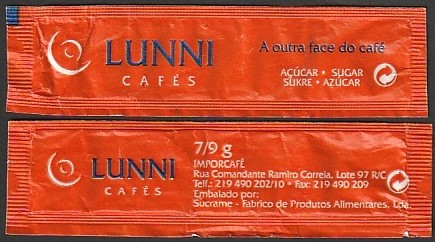 LUNNI
CAFÉS
A outra face do café
AÇÚCAR • SUGAR
SUKRE • AZÚCAR
LUNNI
CAFÉS
7/9 g
IMPORCAFÉ
Rua Comandante Ramiro Correia, Lote 97 R/C
Telf.: 219 490 202/10 • Fax: 219 490 209
Embalado por:
Sucrame - Fabrico de Produtos Alimentares, Lda.